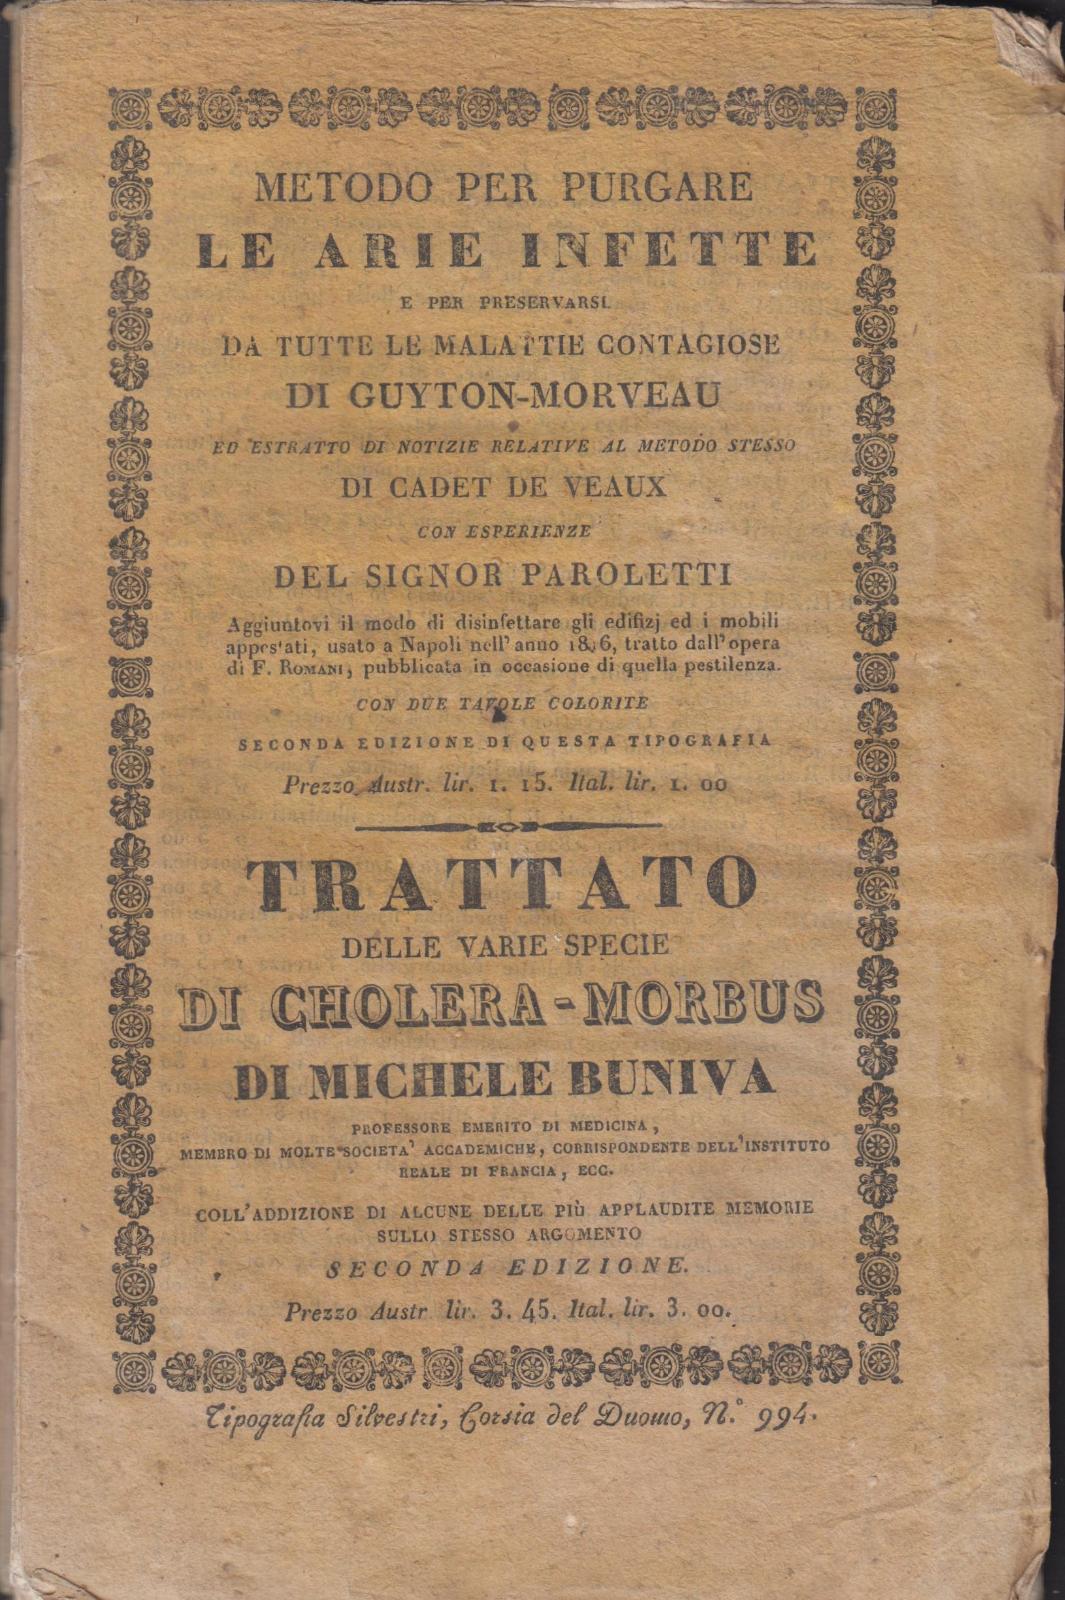 METODO PER PURGARE
LE ARIE INFETTE
E PER PRESERVARSI
DA TUTTE LE MALATTIE CONTAGIOSE
DI GUYTON-MORVEAU
ED ESTRATTO DI NOTIZIE RELATIVE AL METODO STESSO
DI CADET DE VEAUX
CON ESPERIENZE
DEL SIGNOR PAROLETTI
Aggiuntovi il modo di disinfettare gli edifizj ed i mobili
appestati, usato a Napoli nell' anno 1816, tratto dall' opera
di F. ROMANI, pubblicata in occasione di quella pestilenza.
CON DUE TAVOLE COLORITE
SECONDA EDIZIONE DI QUESTA TIPOGRAFIA
Prezzo Austr. lir. 1. 15. Ital. lir. 1. 00
TRATTATO
DELLE VARIE SPECIE
DI CHOLERA-MORBUS
DI MICHELE BUNIVA
PROFESSORE EMERITO DI MEDICINA,
MEMBRO DI MOLTE SOCIETA' ACCADEMICHE, CORRISPONDENTE DELL'INSTITUTO
REALE DI FRANCIA, ECC.
COLL'ADDIZIONE DI ALCUNE DELLE PIÙ APPLAUDITE MEMORIE
SULLO STESSO ARGOMENTO
SECONDA EDIZIONE.
Prezzo Austr lir. 3. 45. Ital. lir. 3. 00.
Tipografia Silvestri, Corsia del Duomo, N.° 994.